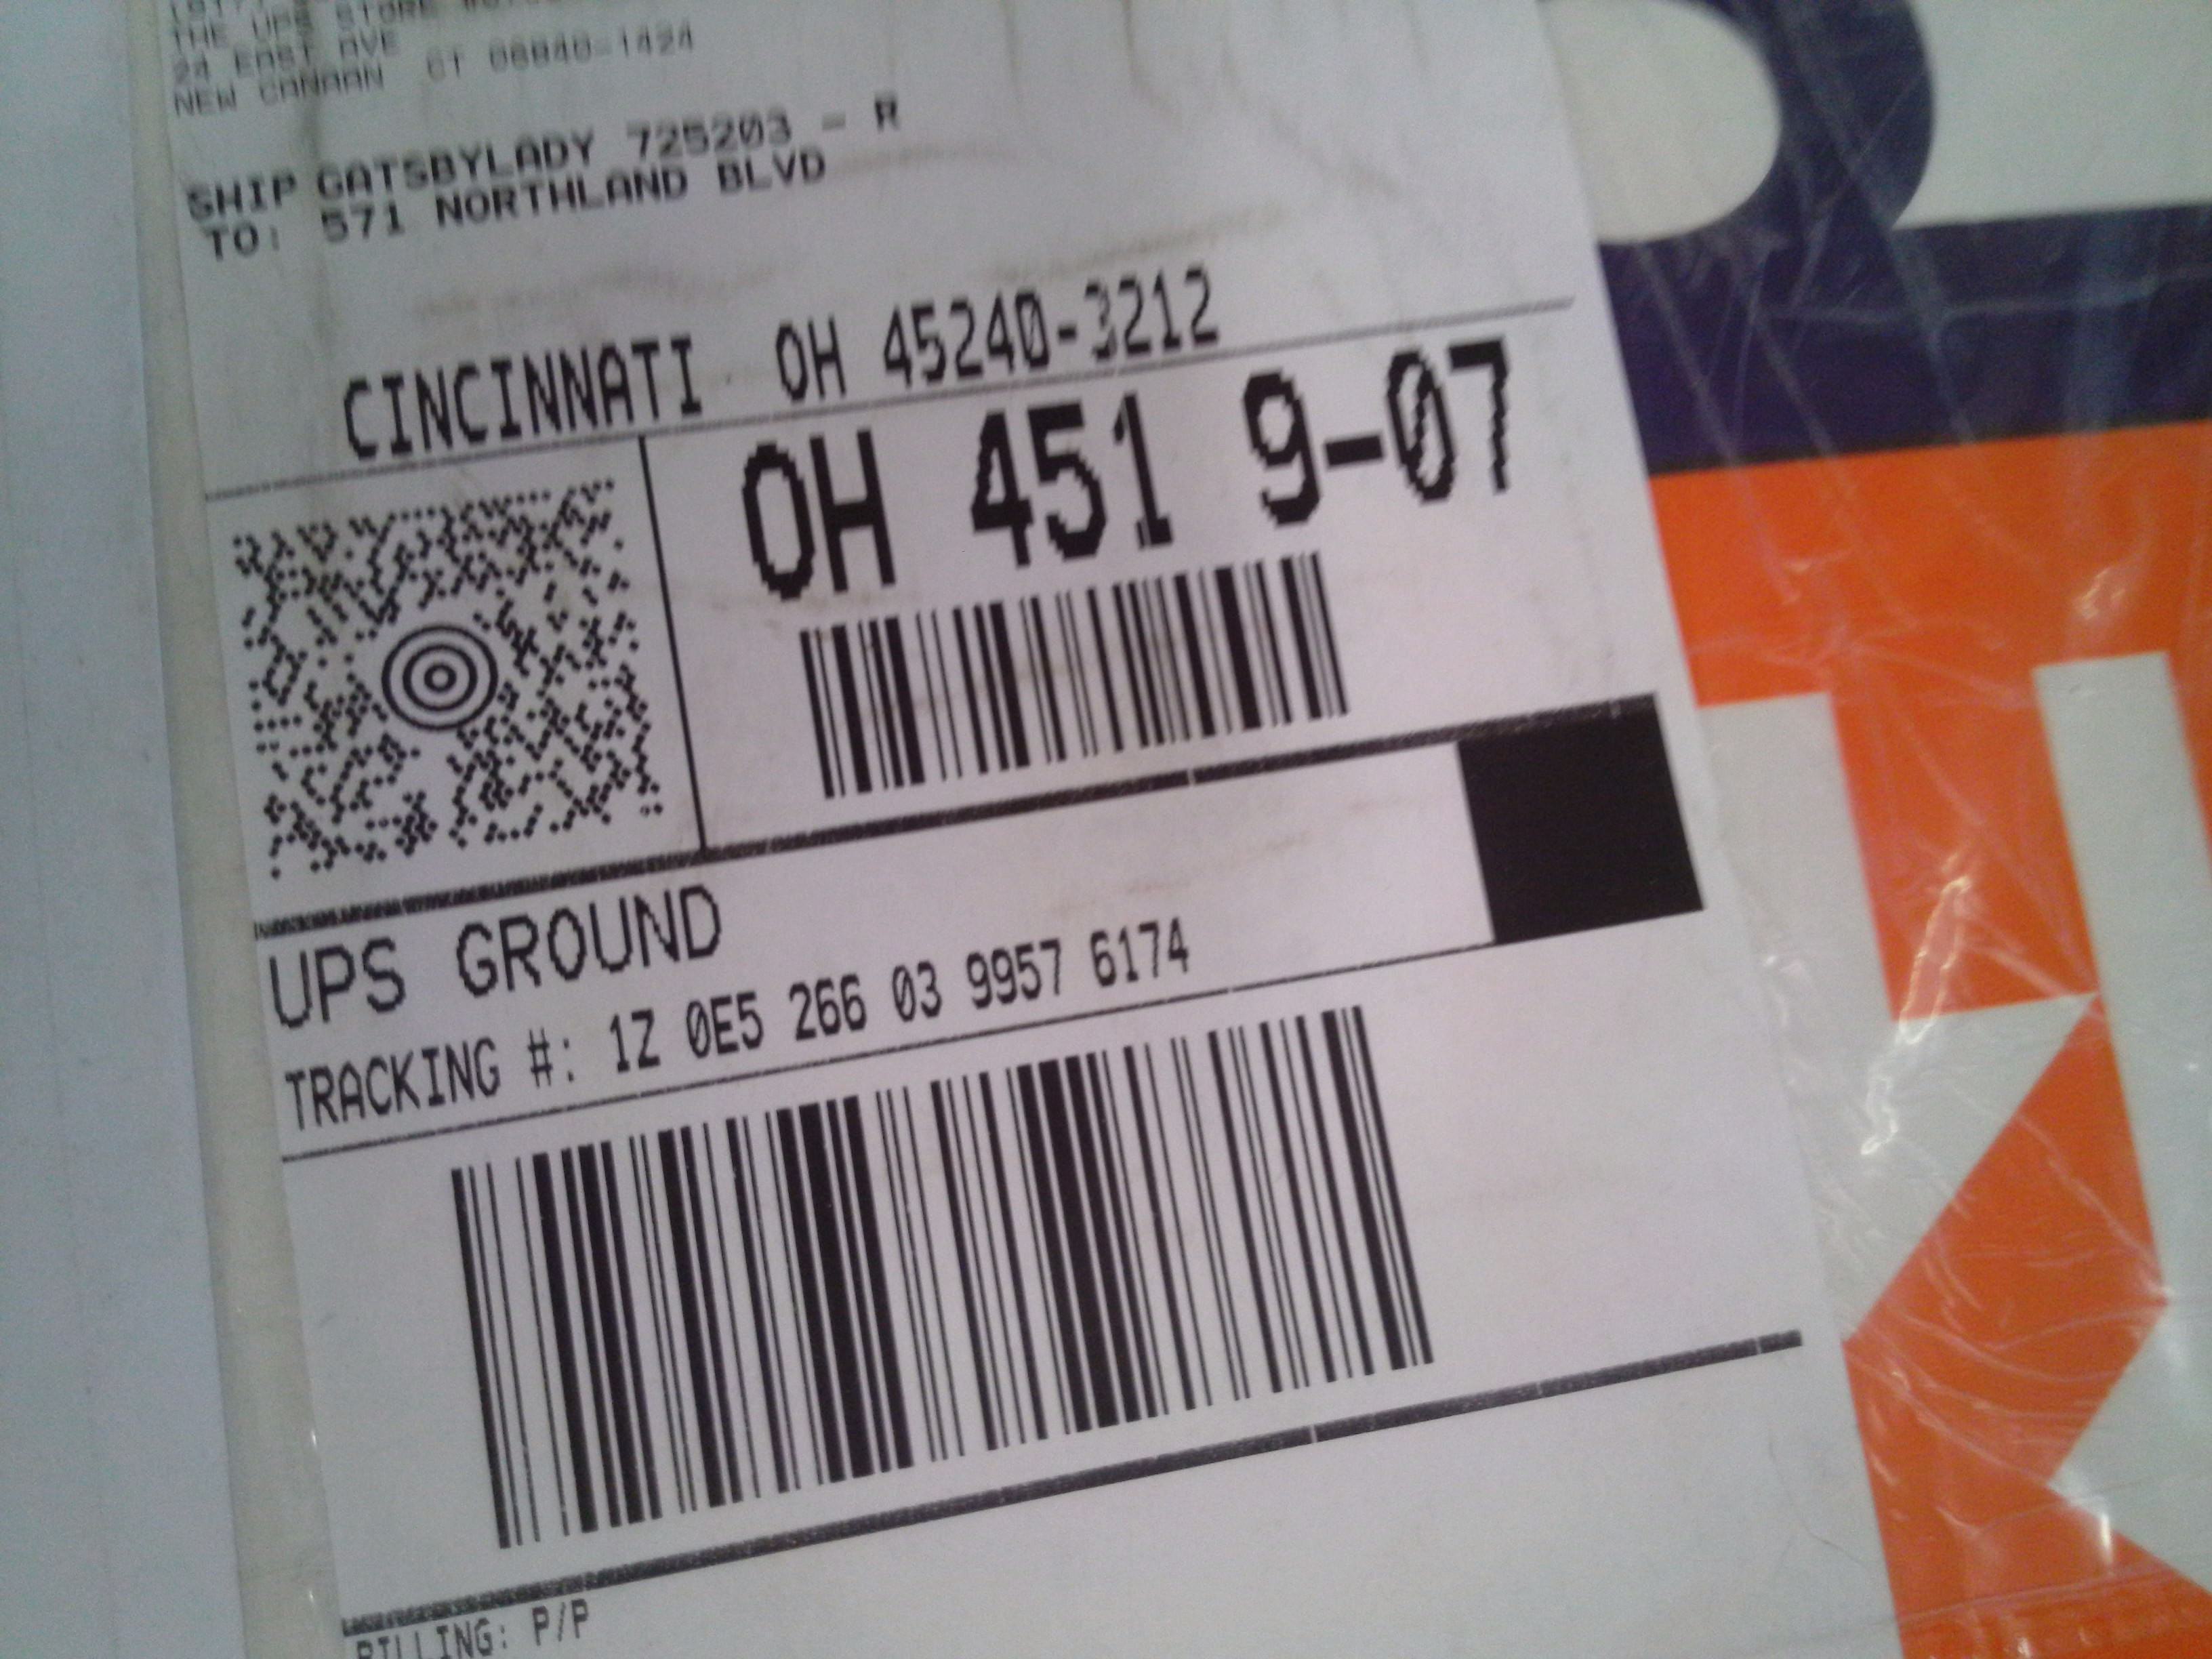 THE UPS STORE
24 EAST AVE
NEW CANAAN CT 06840-1424
SHIP GATSBYLADY 725203 - R
TO: 571 NORTHLAND BLVD
CINCINNATI OH 45240-3212
OH 451 9-07
UPS GROUND
TRACKING #: 1Z 0E5 266 03 9957 6174
BILLING: P/P